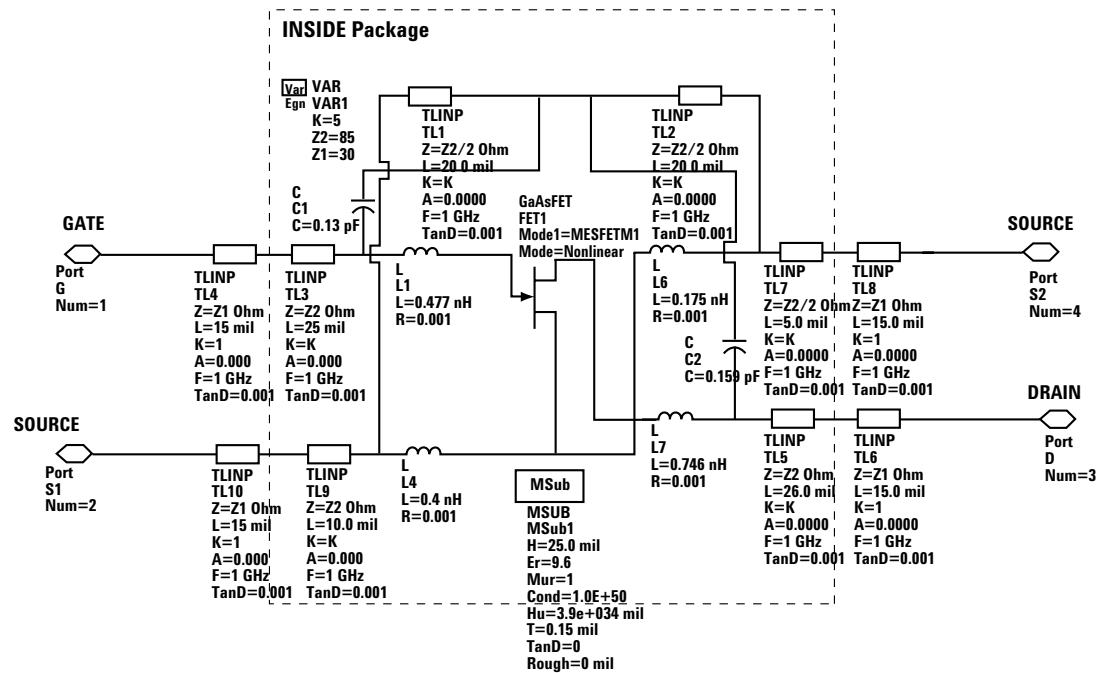 INSIDE Package
Var VAR
Egn VAR1
K=5
Z2=85
Z1=30
TLINP
TL1
Z=Z2/2 Ohm
L=20 0 mil
K=K
A=0.0000
F=1 GHz
TanD=0.001
TLINP
TL2
Z=Z2/2 Ohm
L=20 0 mil
K=K
A=0.0000
F=1 GHz
TanD=0.001
C
C1
C=0.13 pF
GaAsFET
FET1
Mode1=MESFETM1
Mode=Nonlinear
GATE
Port
G
Num=1
TLINP
TL4
Z=Z1 Ohm
L=15 mil
K=1
A=0.000
F=1 GHz
TanD=0.001
TLINP
TL3
Z=Z2 Ohm
L=25 mil
K=K
A=0.000
F=1 GHz
TanD=0.001
L
L1
L=0.477 nH
R=0.001
L
L6
L=0.175 nH
R=0.001
C
C2
C=0.159 pF
TLINP
TL7
Z=Z2/2 Ohm
L=5.0 mil
K=K
A=0.0000
F=1 GHz
TanD=0.001
TLINP
TL8
Z=Z1 Ohm
L=15.0 mil
K=1
A=0.0000
F=1 GHz
TanD=0.001
SOURCE
Port
S2
Num=4
SOURCE
Port
S1
Num=2
TLINP
TL10
Z=Z1 Ohm
L=15 mil
K=1
A=0.000
F=1 GHz
TanD=0.001
TLINP
TL9
Z=Z2 Ohm
L=10.0 mil
K=K
A=0.000
F=1 GHz
TanD=0.001
L
L4
L=0.4 nH
R=0.001
L
L7
L=0.746 nH
R=0.001
TLINP
TL5
Z=Z2 Ohm
L=26.0 mil
K=K
A=0.0000
F=1 GHz
TanD=0.001
TLINP
TL6
Z=Z1 Ohm
L=15.0 mil
K=1
A=0.0000
F=1 GHz
TanD=0.001
DRAIN
Port
D
Num=3
MSub
MSUB
MSub1
H=25.0 mil
Er=9.6
Mur=1
Cond=1.0E+50
Hu=3.9e+034 mil
T=0.15 mil
TanD=0
Rough=0 mil